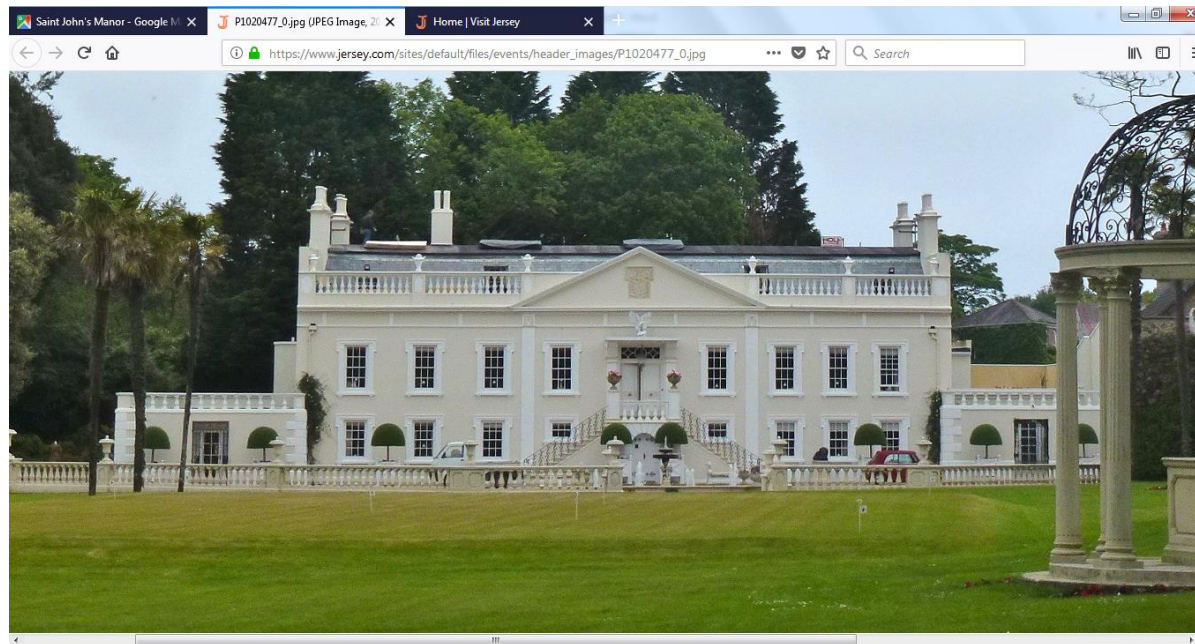 Saint John's Manor - Google M
P1020477_0.jpg (JPEG Image, 20
Home | Visit Jersey
https://www.jersey.com/sites/default/files/events/header_images/P1020477_0.jpg
Search